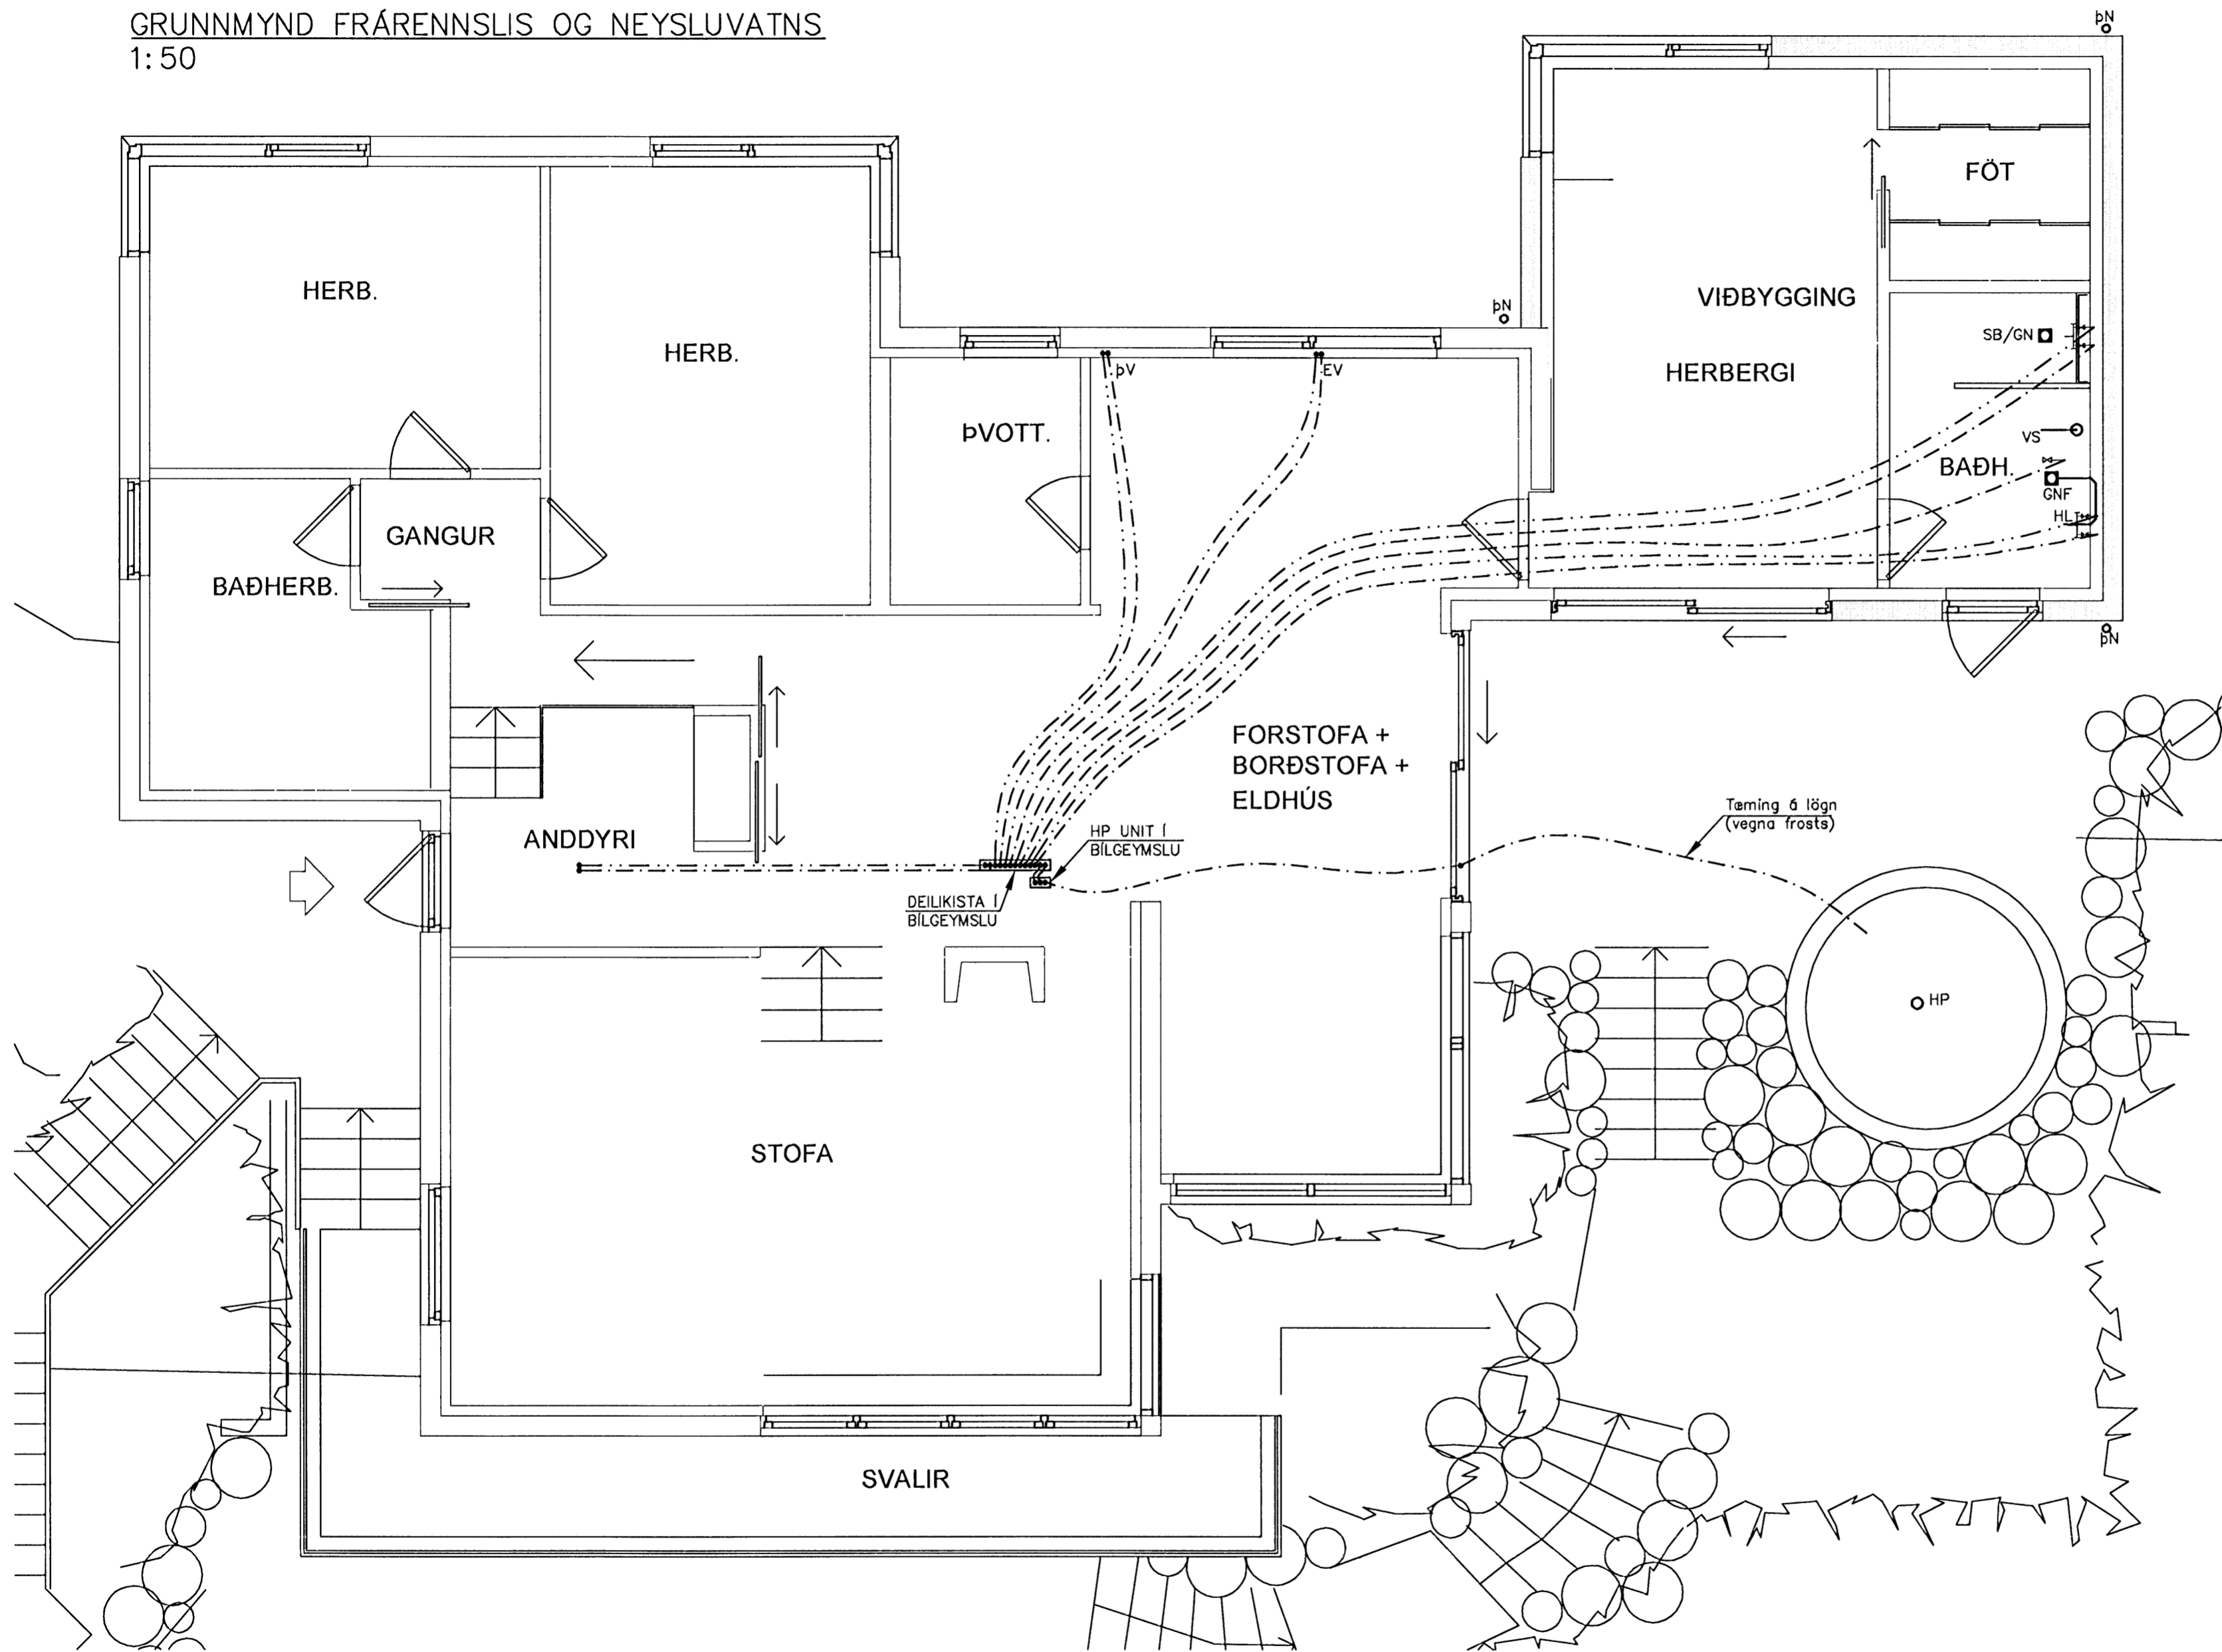 GRUNNMYND FRÁRENNSLIS OG NEYSLUVATNS
1:50
þN
FÖT
HERB.
VIÐBYGGING
þN
SB/GN
HERB.
þV
EV
HERBERGI
ÞVOTT.
VS
BAÐH.
GNF
HL
GANGUR
BAÐHERB.
þN
FORSTOFA +
BORÐSTOFA +
ELDHÚS
Tæming á lögn
(vegna frosts)
ANDDYRI
HP UNIT Í
BÍLGEYMSLU
DEILIKISTA Í
BÍLGEYMSLU
HP
STOFA
SVALIR